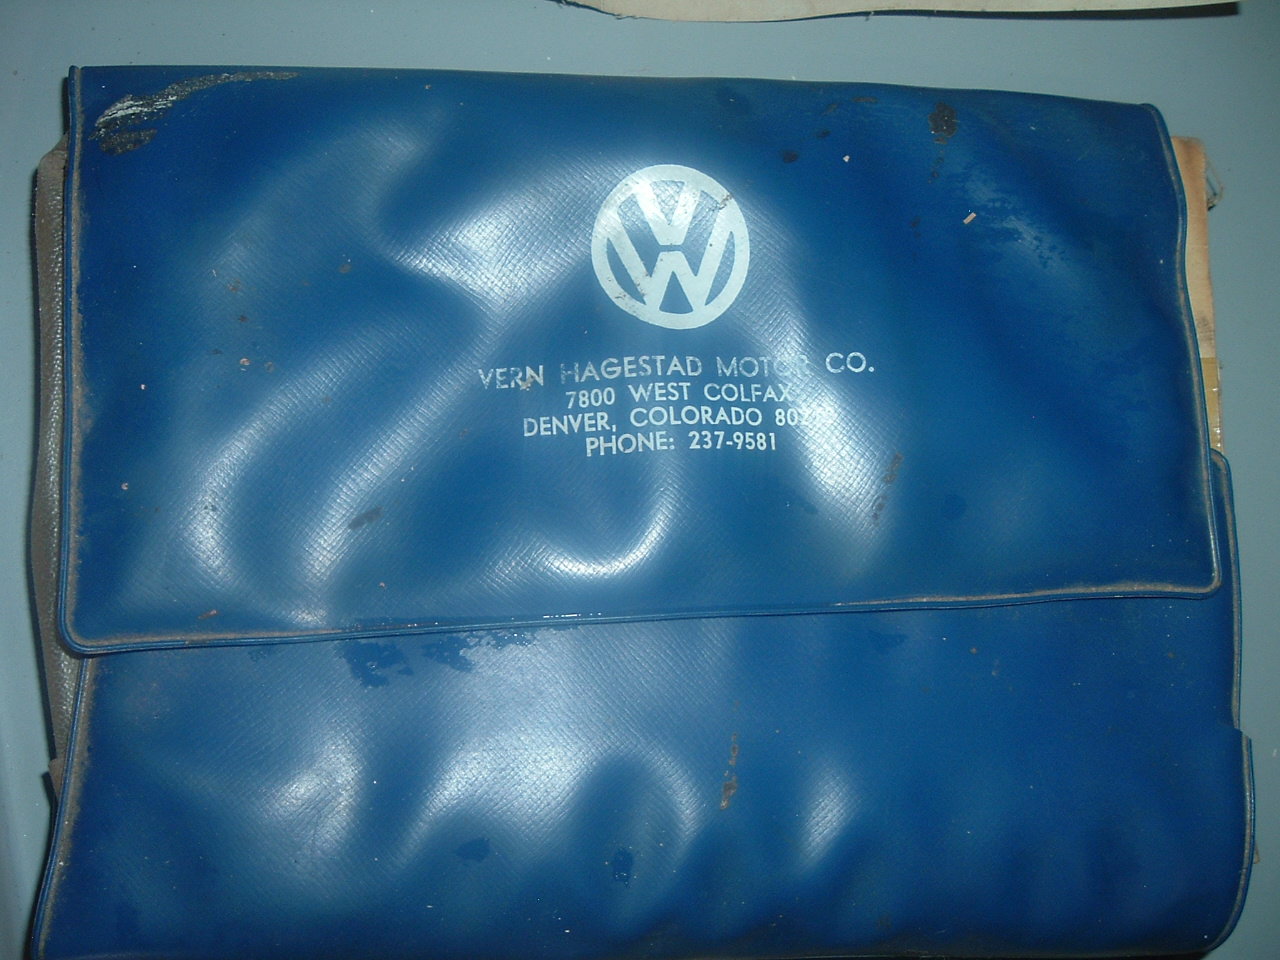 VW
VERN HAGESTAD MOTOR CO.
7800 WEST COLFAX
DENVER, COLORADO
PHONE: 237-9581